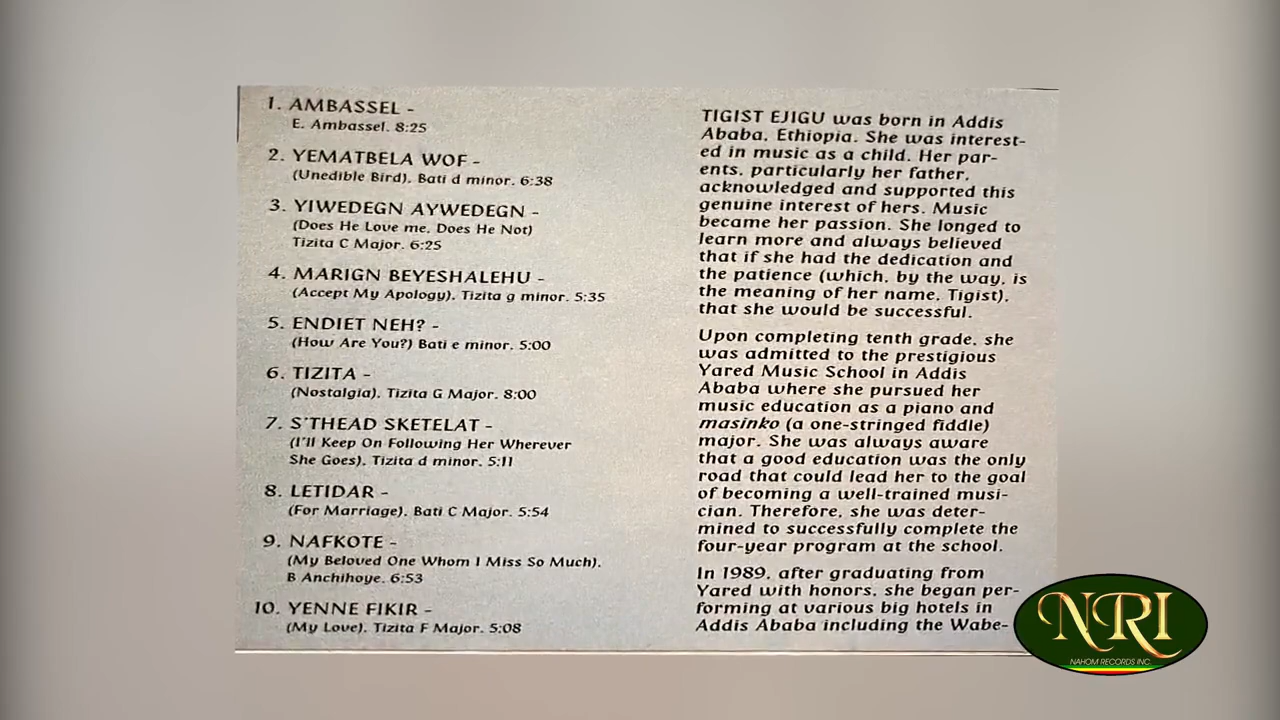 1. AMBASSEL -
E. Ambassel. 8:25
2. YEMATBELA WOF -
(Unedible Bird). Bati d minor. 6:38
3. YIWEDEGN AYWEDEGN -
(Does He Love me, Does He Not)
Tizita C Major. 6:25
4. MARIGN BEYESHALEHU -
(Accept My Apology). Tizita g minor. 5:35
5. ENDIET NEH? -
(How Are You?) Bati e minor. 5:00
6. TIZITA -
(Nostalgia). Tizita G Major. 8:00
7. S'THEAD SKETELAT -
(I'll Keep On Following Her Wherever
She Goes). Tizita d minor. 5:11
8. LETIDAR -
(For Marriage). Bati C Major. 5:54
9. NAFKOTE -
(My Beloved One Whom I Miss So Much).
B Anchihoye. 6:53
10. YENNE FIKIR -
(My Love). Tizita F Major. 5:08
TIGIST EJIGU was born in Addis
Ababa, Ethiopia. She was interest-
ed in music as a child. Her par-
ents, particularly her father,
acknowledged and supported this
genuine interest of hers. Music
became her passion. She longed to
learn more and always believed
that if she had the dedication and
the patience (which, by the way, is
the meaning of her name, Tigist),
that she would be successful.
Upon completing tenth grade, she
was admitted to the prestigious
Yared Music School in Addis
Ababa where she pursued her
music education as a piano and
masinko (a one-stringed fiddle)
major. She was always aware
that a good education was the only
road that could lead her to the goal
of becoming a well-trained musi-
cian. Therefore, she was deter-
mined to successfully complete the
four-year program at the school.
In 1989, after graduating from
Yared with honors, she began per-
forming at various big hotels in
Addis Ababa including the Wabe-
NRI
NAHOM RECORDS INC.